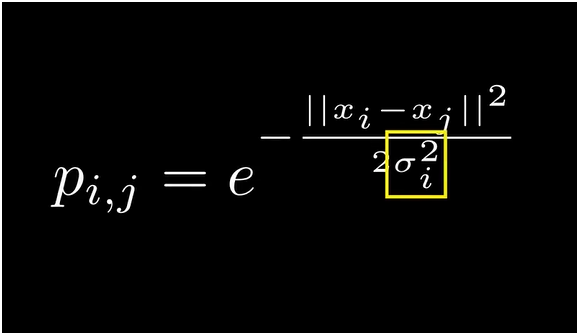 p_{i,j} = e^{-\frac{||x_i - x_j||^2}{2\sigma_i^2}}